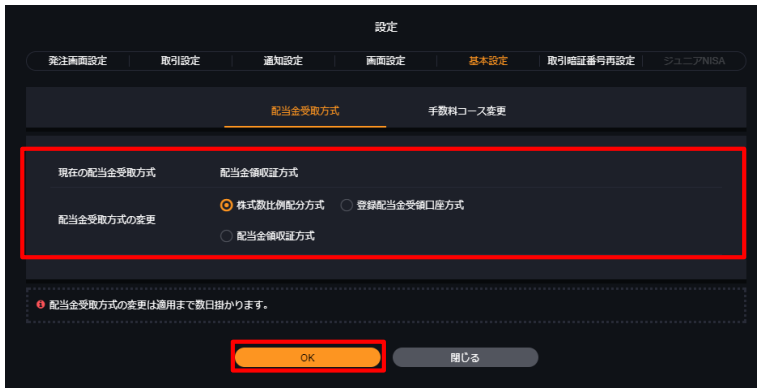 設定
発注画面設定 取引設定 通知設定 画面設定 基本設定 取引暗証番号再設定 ジュニアNISA
配当金受取方式 手数料コース変更
現在の配当金受取方式 配当金領収証方式
配当金受取方式の変更 株式数比例配分方式 登録配当金受領口座方式
配当金領収証方式
配当金受取方式の変更は適用まで数日掛かります。
OK 閉じる